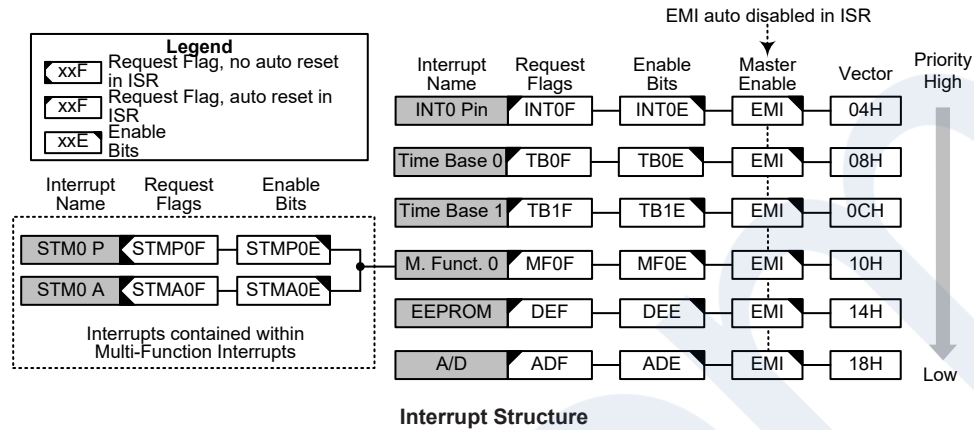 EMI auto disabled in ISR
Legend
xxF Request Flag, no auto reset
in ISR
xxF Request Flag, auto reset in
ISR
xxE Enable
Bits
Interrupt
Name
Request
Flags
Enable
Bits
Master
Enable
Vector
Priority
High
INT0 Pin INT0F INT0E EMI 04H
Time Base 0 TB0F TB0E EMI 08H
Time Base 1 TB1F TB1E EMI 0CH
M. Funct. 0 MF0F MF0E EMI 10H
EEPROM DEF DEE EMI 14H
A/D ADF ADE EMI 18H
Low
Interrupt
Name
Request
Flags
Enable
Bits
STM0 P STMP0F STMP0E
STM0 A STMA0F STMA0E
Interrupts contained within
Multi-Function Interrupts
Interrupt Structure